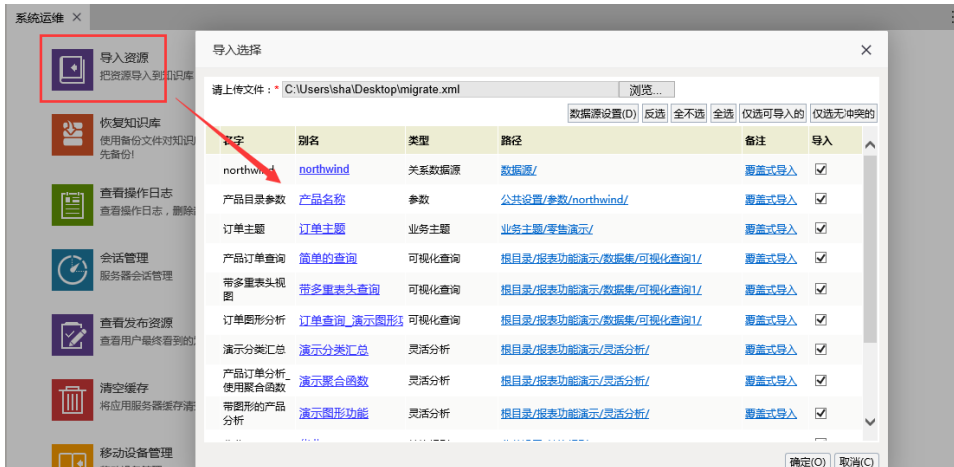 系统运维 ×
导入资源
把资源导入到知识库
恢复知识库
使用备份文件对知识
先备份!
查看操作日志
查看操作日志，删除
会话管理
服务器会话管理
查看发布资源
查看用户最终看到的
清空缓存
将应用服务器缓存清
移动设备管理
导入选择 ×
请上传文件：* C:\Users\sha\Desktop\migrate.xml 浏览...
数据源设置(D) 反选 全不选 全选 仅选可导入的 仅选无冲突的
名字 别名 类型 路径 备注 导入
northwind northwind 关系数据源 数据源/ 覆盖式导入
产品目录参数 产品名称 参数 公共设置/参数/northwind/ 覆盖式导入
订单主题 订单主题 业务主题 业务主题/零售演示/ 覆盖式导入
产品订单查询 简单的查询 可视化查询 根目录/报表功能演示/数据集/可视化查询1/ 覆盖式导入
带多重表头视
图 带多重表头查询 可视化查询 根目录/报表功能演示/数据集/可视化查询1/ 覆盖式导入
订单图形分析 订单查询_演示图形 可视化查询 根目录/报表功能演示/数据集/可视化查询1/ 覆盖式导入
演示分类汇总 演示分类汇总 灵活分析 根目录/报表功能演示/灵活分析/ 覆盖式导入
产品订单分析_
使用聚合函数 演示聚合函数 灵活分析 根目录/报表功能演示/灵活分析/ 覆盖式导入
带图形的产品
分析 演示图形功能 灵活分析 根目录/报表功能演示/灵活分析/ 覆盖式导入
确定(O) 取消(C)